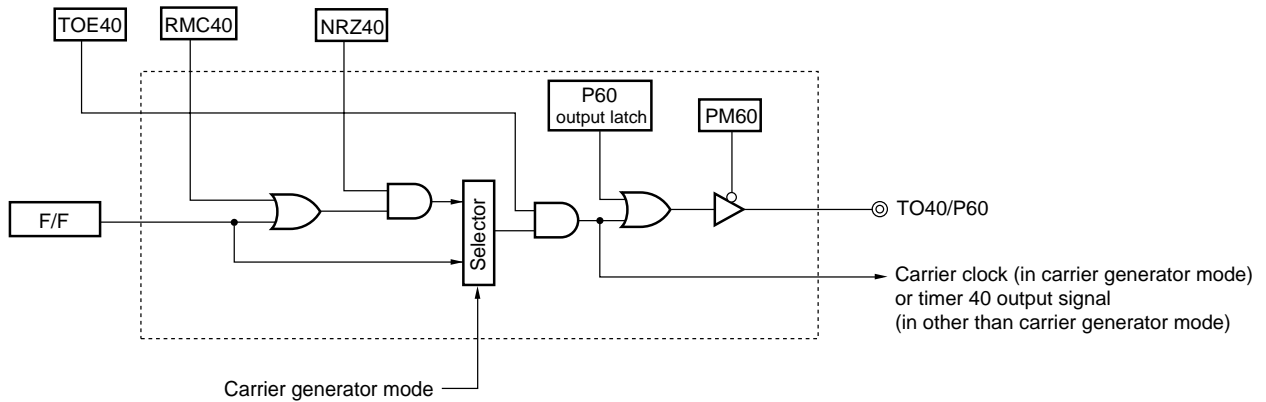 TOE40
RMC40
NRZ40
P60
output latch
PM60
F/F
Selector
TO40/P60
Carrier clock (in carrier generator mode)
or timer 40 output signal
(in other than carrier generator mode)
Carrier generator mode